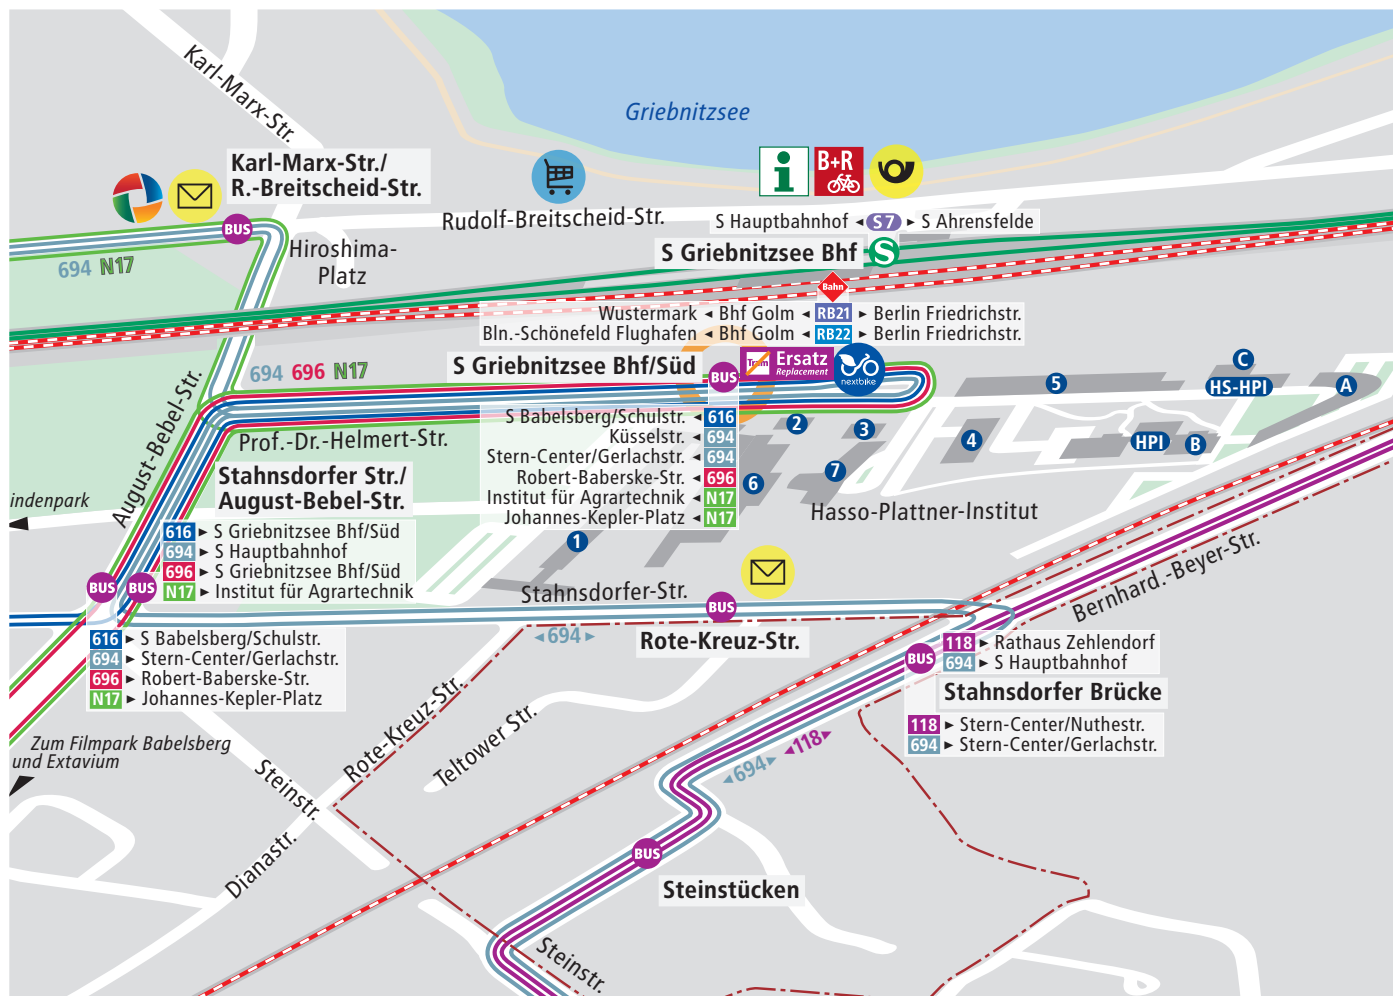 Karl-Marx-Str.
Griebnitzsee
Karl-Marx-Str./
R.-Breitscheid-Str.
BUS
694 N17
Hiroshima-
Platz
Rudolf-Breitscheid-Str.
i
B+R
S Hauptbahnhof ◄ S7 ► S Ahrensfelde
S Griebnitzsee Bhf
S
Bahn
Wustermark ◄ Bhf Golm ◄ RB21 ► Berlin Friedrichstr.
Bln.-Schönefeld Flughafen ◄ Bhf Golm ◄ RB22 ► Berlin Friedrichstr.
S Griebnitzsee Bhf/Süd
BUS
Tram
Ersatz
Replacement
nextbike
694 696 N17
August-Bebel-Str.
Prof.-Dr.-Helmert-Str.
S Babelsberg/Schulstr. ◄ 616
Küsselstr. ◄ 694
Stern-Center/Gerlachstr. ◄ 694
Robert-Baberske-Str. ◄ 696
Institut für Agrartechnik ◄ N17
Johannes-Kepler-Platz ◄ N17
C
5
HS-HPI
A
2
3
4
HPI
B
7
6
1
Hasso-Plattner-Institut
indenpark
Stahnsdorfer Str./
August-Bebel-Str.
616 ► S Griebnitzsee Bhf/Süd
694 ► S Hauptbahnhof
696 ► S Griebnitzsee Bhf/Süd
N17 ► Institut für Agrartechnik
BUS
BUS
616 ► S Babelsberg/Schulstr.
694 ► Stern-Center/Gerlachstr.
696 ► Robert-Baberske-Str.
N17 ► Johannes-Kepler-Platz
Stahnsdorfer-Str.
BUS
◄694►
Rote-Kreuz-Str.
Bernhard.-Beyer-Str.
BUS
118 ► Rathaus Zehlendorf
694 ► S Hauptbahnhof
Stahnsdorfer Brücke
118 ► Stern-Center/Nuthestr.
694 ► Stern-Center/Gerlachstr.
Zum Filmpark Babelsberg
und Extavium
Steinstr.
Rote-Kreuz-Str.
Teltower Str.
◄694►
◄118►
Dianastr.
BUS
Steinstücken
Steinstr.